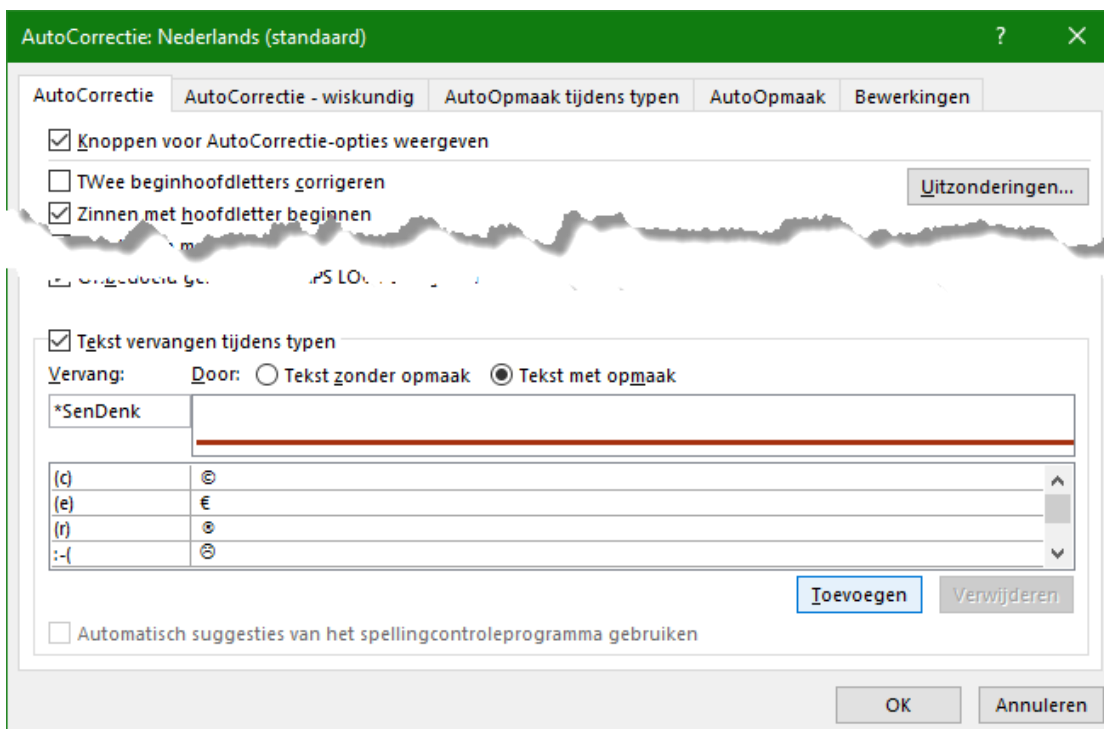 AutoCorrectie: Nederlands (standaard) ?
AutoCorrectie AutoCorrectie - wiskundig AutoOpmaak tijdens typen AutoOpmaak Bewerkingen
Knoppen voor AutoCorrectie-opties weergeven
TWee beginhoofdletters corrigeren
Uitzonderingen...
Zinnen met hoofdletter beginnen
Tekst vervangen tijdens typen
Vervang: Door: Tekst zonder opmaak Tekst met opmaak
*SenDenk
(c) ©
(e) €
(r) ®
:-( ☹
Toevoegen Verwijderen
Automatisch suggesties van het spellingcontroleprogramma gebruiken
OK Annuleren